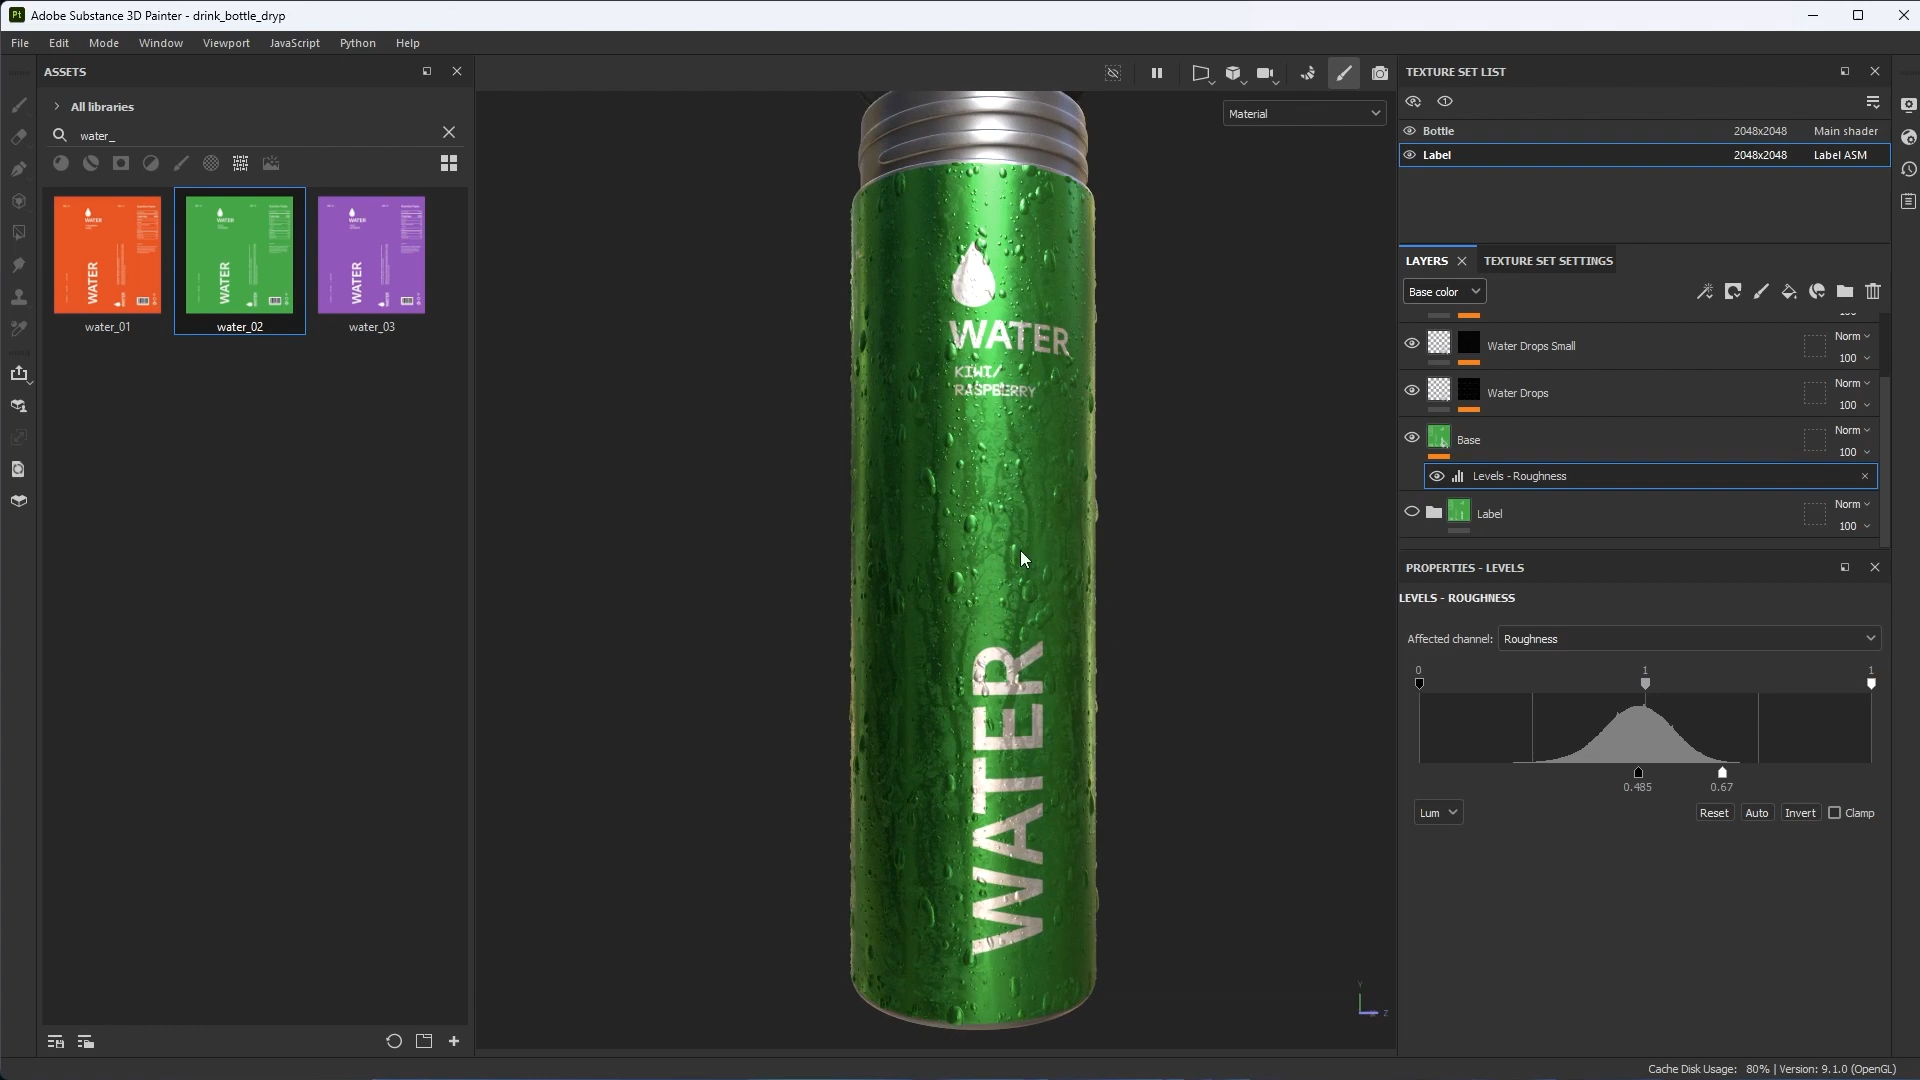 Pt Adobe Substance 3D Painter - drink_bottle_dryp
File Edit Mode Window Viewport JavaScript Python Help
ASSETS
All libraries
water_
WATER
WATER
water_01
WATER
WATER
water_02
WATER
WATER
water_03
Material
WATER
KIWI/
RASPBERRY
WATER
Y
Z
TEXTURE SET LIST
Bottle 2048x2048 Main shader
Label 2048x2048 Label ASM
LAYERS TEXTURE SET SETTINGS
Base color
Water Drops Small Norm
100
Water Drops Norm
100
Base Norm
100
Levels - Roughness
Label Norm
100
PROPERTIES - LEVELS
LEVELS - ROUGHNESS
Affected channel: Roughness
0 1 1
0.485 0.67
Lum Reset Auto Invert Clamp
Cache Disk Usage: 80% | Version: 9.1.0 (OpenGL)